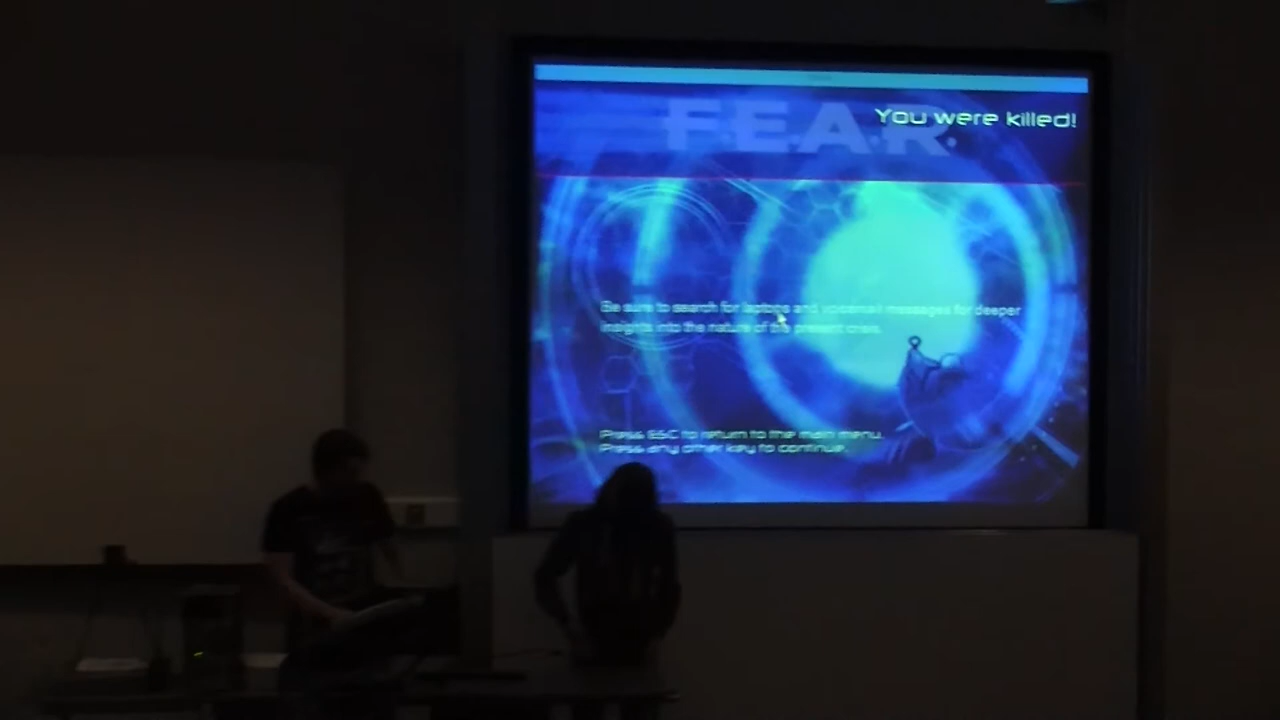 F.E.A.R.
You were killed!
Be sure to search for laptops and voicemail messages for deeper
insights into the nature of the present crisis.
Press ESC to return to the main menu.
Press any other key to continue.